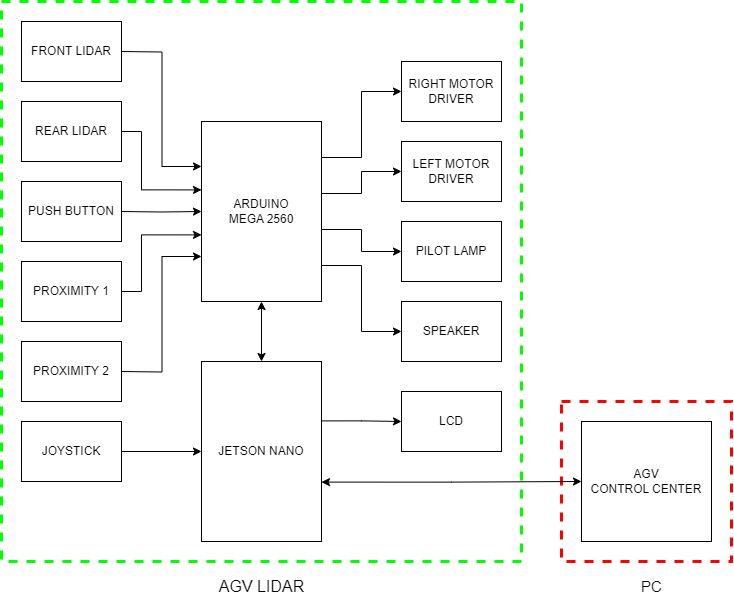 FRONT LIDAR
REAR LIDAR
PUSH BUTTON
PROXIMITY 1
PROXIMITY 2
JOYSTICK
ARDUINO
MEGA 2560
JETSON NANO
RIGHT MOTOR
DRIVER
LEFT MOTOR
DRIVER
PILOT LAMP
SPEAKER
LCD
AGV
CONTROL CENTER
AGV LIDAR
PC